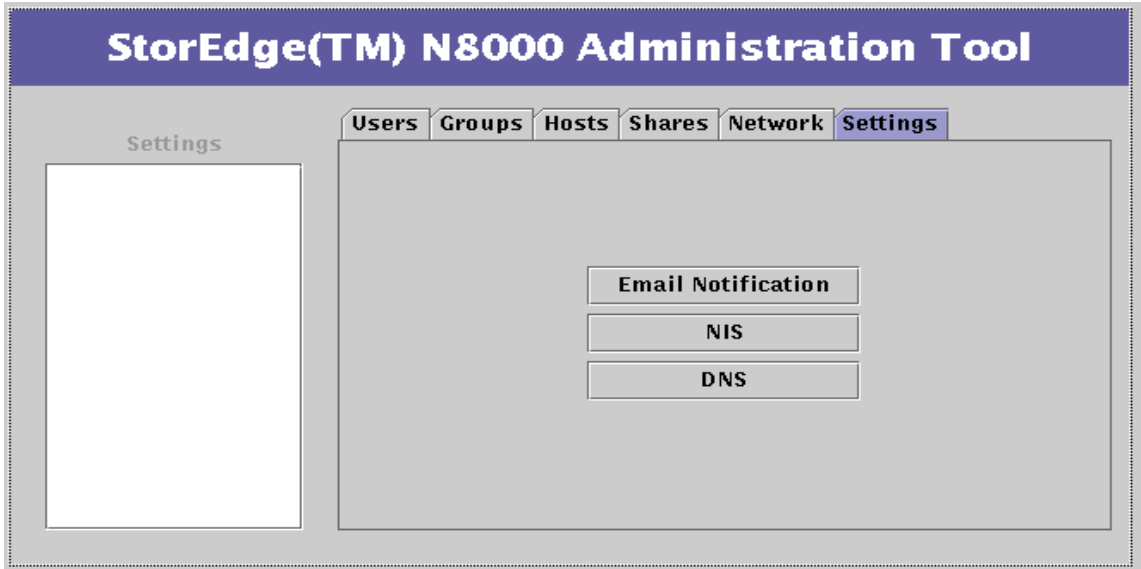 StorEdge(TM) N8000 Administration Tool
Users Groups Hosts Shares Network Settings
Settings
Email Notification
NIS
DNS